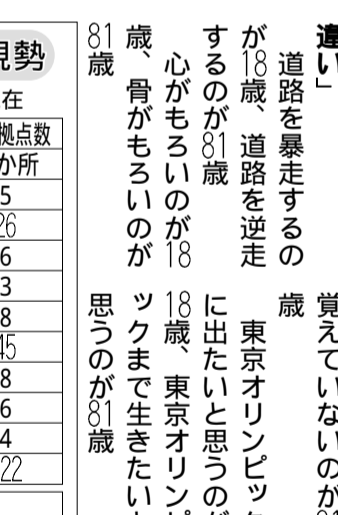 違い」
道路を暴走するの
が18歳、道路を逆走
するのが81歳
心がもろいのが18
歳、骨がもろいのが
81歳
覚えていないのが
歳
東京オリンピック
に出たいと思うのが
18歳、東京オリンピ
ックまで生きたい
思うのが81歳
勢
在
拠点数
か所
5
26
6
3
8
45
8
6
4
22